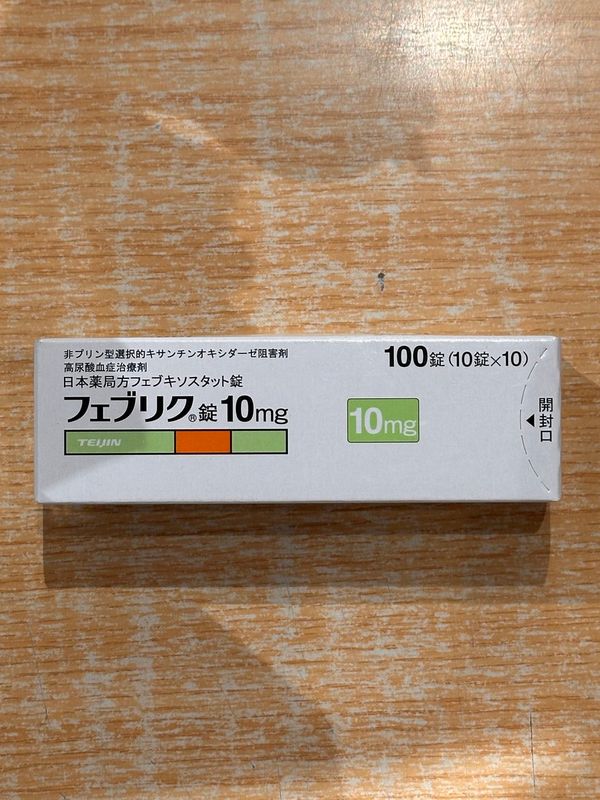 非プリン型選択的キサンチンオキシダーゼ阻害剤
高尿酸血症治療剤
日本薬局方フェブキソスタット錠
フェブリク®錠10mg
TEIJIN
10mg
100錠(10錠×10)
開封口